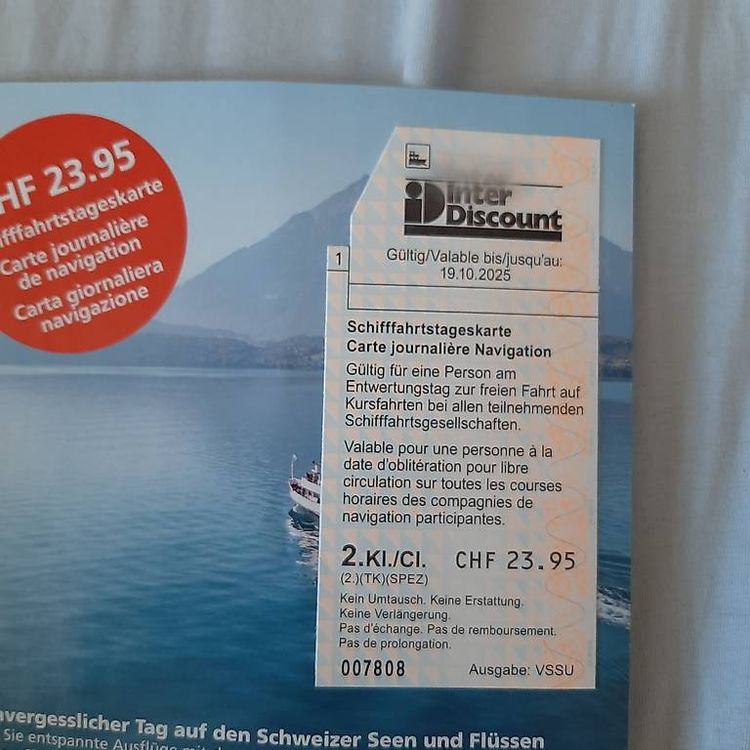 HF 23.95
ifffahrtstageskarte
Carte journalière
de navigation
Carta giornaliera
navigazione
iD Inter
Discount
Gültig/Valable bis/jusqu'au:
19.10.2025
1
Schifffahrtstageskarte
Carte journalière Navigation
Gültig für eine Person am
Entwertungstag zur freien Fahrt auf
Kursfahrten bei allen teilnehmenden
Schifffahrtsgesellschaften.
Valable pour une personne à la
date d'oblitération pour libre
circulation sur toutes les courses
horaires des compagnies de
navigation participantes.
2.Kl./Cl. CHF 23.95
(2.)(TK)(SPEZ)
Kein Umtausch. Keine Erstattung.
Keine Verlängerung.
Pas d'échange. Pas de remboursement.
Pas de prolongation.
007808 Ausgabe: VSSU
nvergesslicher Tag auf den Schweizer Seen und Flüssen
Sie entspannte Ausflüge